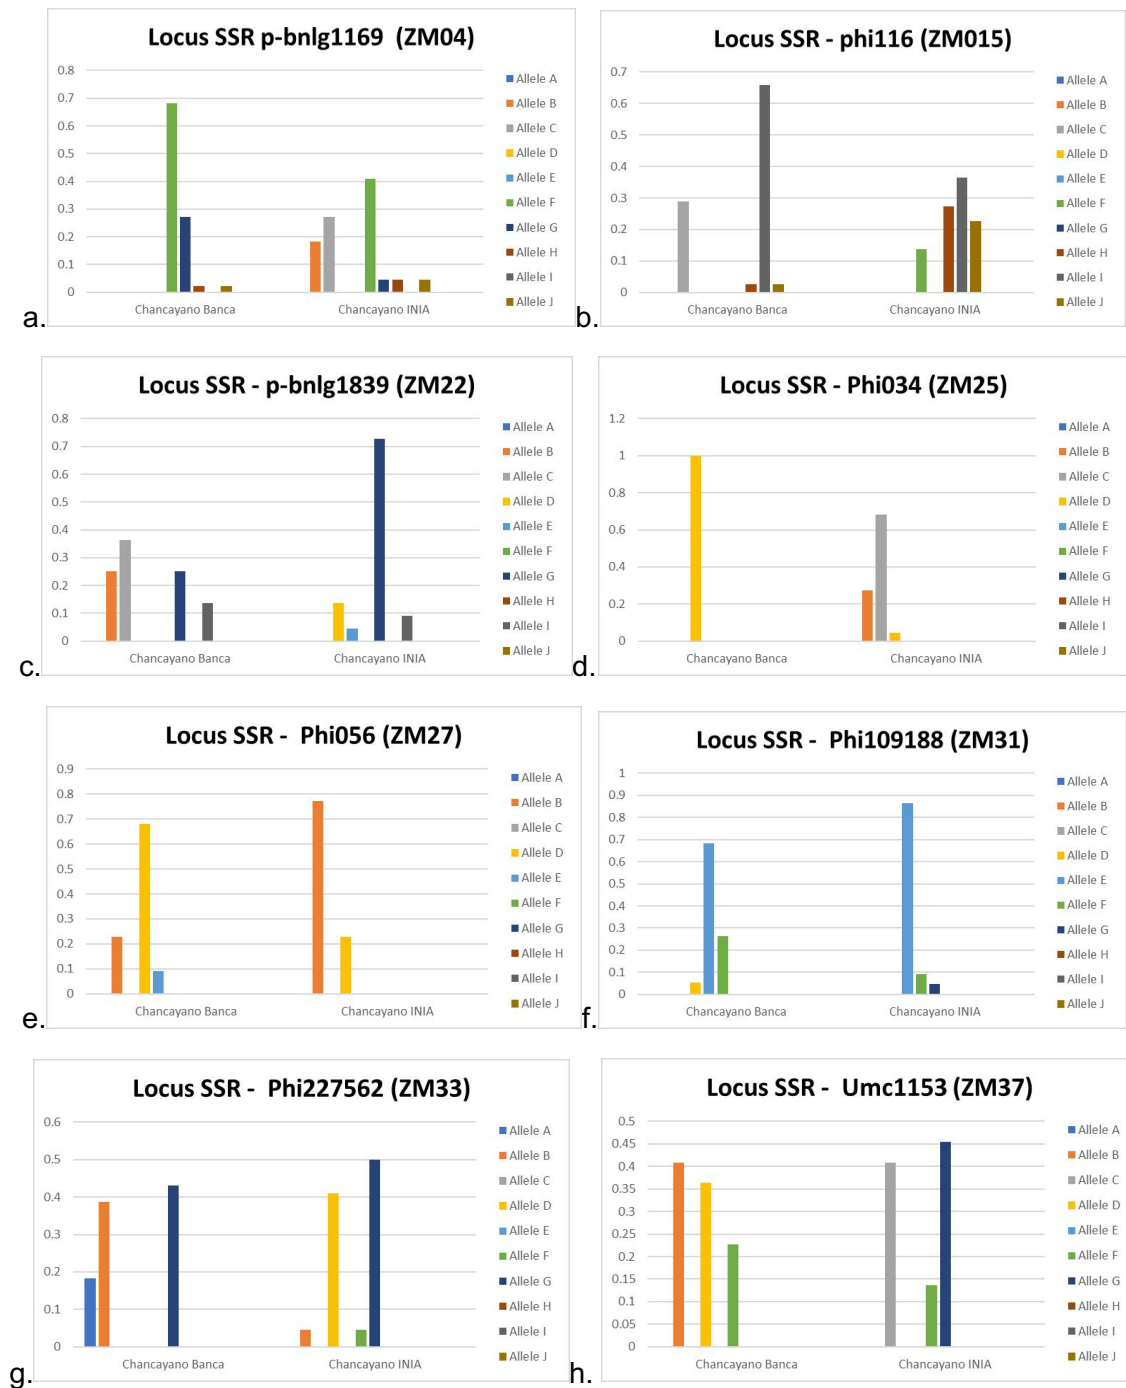 Locus SSR p-bnlg1169 (ZM04)
0.8
0.7
0.6
0.5
0.4
0.3
0.2
0.1
0
Chancayano Banca
Chancayano INIA
Allele A
Allele B
Allele C
Allele D
Allele E
Allele F
Allele G
Allele H
Allele I
Allele J
a.
Locus SSR - phi116 (ZM015)
0.7
0.6
0.5
0.4
0.3
0.2
0.1
0
Chancayano Banca
Chancayano INIA
Allele A
Allele B
Allele C
Allele D
Allele E
Allele F
Allele G
Allele H
Allele I
Allele J
b.
Locus SSR - p-bnlg1839 (ZM22)
0.8
0.7
0.6
0.5
0.4
0.3
0.2
0.1
0
Chancayano Banca
Chancayano INIA
Allele A
Allele B
Allele C
Allele D
Allele E
Allele F
Allele G
Allele H
Allele I
Allele J
c.
Locus SSR - Phi034 (ZM25)
1.2
1
0.8
0.6
0.4
0.2
0
Chancayano Banca
Chancayano INIA
Allele A
Allele B
Allele C
Allele D
Allele E
Allele F
Allele G
Allele H
Allele I
Allele J
d.
Locus SSR - Phi056 (ZM27)
0.9
0.8
0.7
0.6
0.5
0.4
0.3
0.2
0.1
0
Chancayano Banca
Chancayano INIA
Allele A
Allele B
Allele C
Allele D
Allele E
Allele F
Allele G
Allele H
Allele I
Allele J
e.
Locus SSR - Phi109188 (ZM31)
1
0.9
0.8
0.7
0.6
0.5
0.4
0.3
0.2
0.1
0
Chancayano Banca
Chancayano INIA
Allele A
Allele B
Allele C
Allele D
Allele E
Allele F
Allele G
Allele H
Allele I
Allele J
f.
Locus SSR - Phi227562 (ZM33)
0.6
0.5
0.4
0.3
0.2
0.1
0
Chancayano Banca
Chancayano INIA
Allele A
Allele B
Allele C
Allele D
Allele E
Allele F
Allele G
Allele H
Allele I
Allele J
g.
Locus SSR - Umc1153 (ZM37)
0.5
0.45
0.4
0.35
0.3
0.25
0.2
0.15
0.1
0.05
0
Chancayano Banca
Chancayano INIA
Allele A
Allele B
Allele C
Allele D
Allele E
Allele F
Allele G
Allele H
Allele I
Allele J
h.